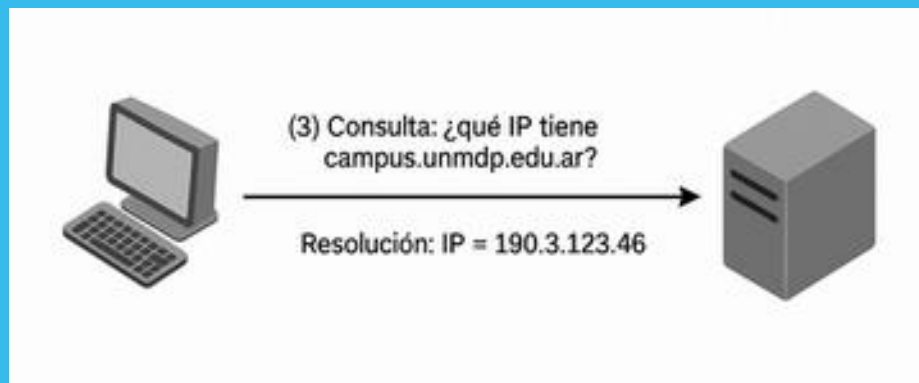 (3) Consulta: ¿qué IP tiene
campus.unmdp.edu.ar?
Resolución: IP = 190.3.123.46